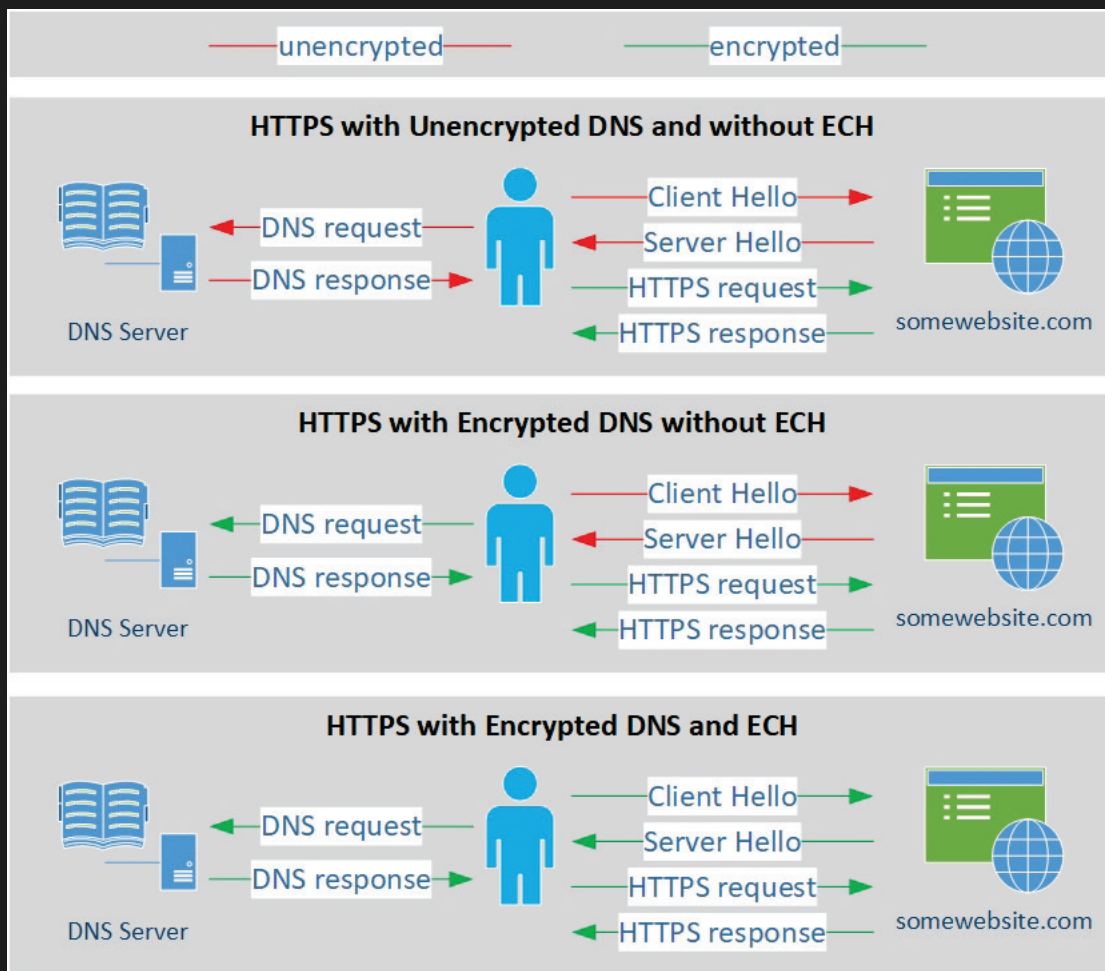 unencrypted
encrypted
HTTPS with Unencrypted DNS and without ECH
DNS request
DNS response
DNS Server
Client Hello
Server Hello
HTTPS request
HTTPS response
somewebsite.com
HTTPS with Encrypted DNS without ECH
DNS request
DNS response
DNS Server
Client Hello
Server Hello
HTTPS request
HTTPS response
somewebsite.com
HTTPS with Encrypted DNS and ECH
DNS request
DNS response
DNS Server
Client Hello
Server Hello
HTTPS request
HTTPS response
somewebsite.com